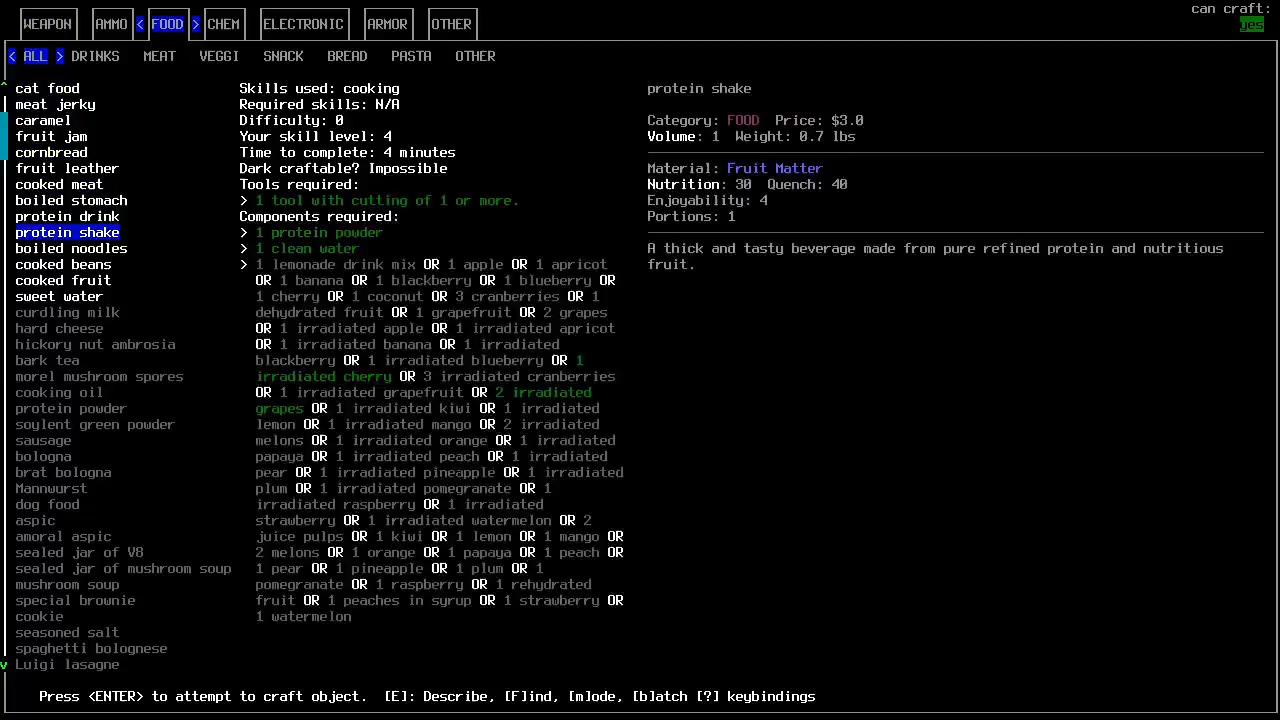 can craft:
WEAPON AMMO < FOOD > CHEM ELECTRONIC ARMOR OTHER yes
< ALL > DRINKS MEAT VEGGI SNACK BREAD PASTA OTHER
^ cat food
meat jerky
caramel
fruit jam
cornbread
fruit leather
cooked meat
boiled stomach
protein drink
protein shake
boiled noodles
cooked beans
cooked fruit
sweet water
curdling milk
hard cheese
hickory nut ambrosia
bark tea
morel mushroom spores
cooking oil
protein powder
soylent green powder
sausage
bologna
brat bologna
Mannwurst
dog food
aspic
amoral aspic
sealed jar of V8
sealed jar of mushroom soup
mushroom soup
special brownie
cookie
seasoned salt
spaghetti bolognese
v Luigi lasagne
Skills used: cooking
Required skills: N/A
Difficulty: 0
Your skill level: 4
Time to complete: 4 minutes
Dark craftable? Impossible
Tools required:
> 1 tool with cutting of 1 or more.
Components required:
> 1 protein powder
> 1 clean water
> 1 lemonade drink mix OR 1 apple OR 1 apricot
OR 1 banana OR 1 blackberry OR 1 blueberry OR
1 cherry OR 1 coconut OR 3 cranberries OR 1
dehydrated fruit OR 1 grapefruit OR 2 grapes
OR 1 irradiated apple OR 1 irradiated apricot
OR 1 irradiated banana OR 1 irradiated
blackberry OR 1 irradiated blueberry OR 1
irradiated cherry OR 3 irradiated cranberries
OR 1 irradiated grapefruit OR 2 irradiated
grapes OR 1 irradiated kiwi OR 1 irradiated
lemon OR 1 irradiated mango OR 2 irradiated
melons OR 1 irradiated orange OR 1 irradiated
papaya OR 1 irradiated peach OR 1 irradiated
pear OR 1 irradiated pineapple OR 1 irradiated
plum OR 1 irradiated pomegranate OR 1
irradiated raspberry OR 1 irradiated
strawberry OR 1 irradiated watermelon OR 2
juice pulps OR 1 kiwi OR 1 lemon OR 1 mango OR
2 melons OR 1 orange OR 1 papaya OR 1 peach OR
1 pear OR 1 pineapple OR 1 plum OR 1
pomegranate OR 1 raspberry OR 1 rehydrated
fruit OR 1 peaches in syrup OR 1 strawberry OR
1 watermelon
protein shake
Category: FOOD Price: $3.0
Volume: 1 Weight: 0.7 lbs
Material: Fruit Matter
Nutrition: 30 Quench: 40
Enjoyability: 4
Portions: 1
A thick and tasty beverage made from pure refined protein and nutritious
fruit.
Press <ENTER> to attempt to craft object. [E]: Describe, [F]ind, [m]ode, [b]atch [?] keybindings